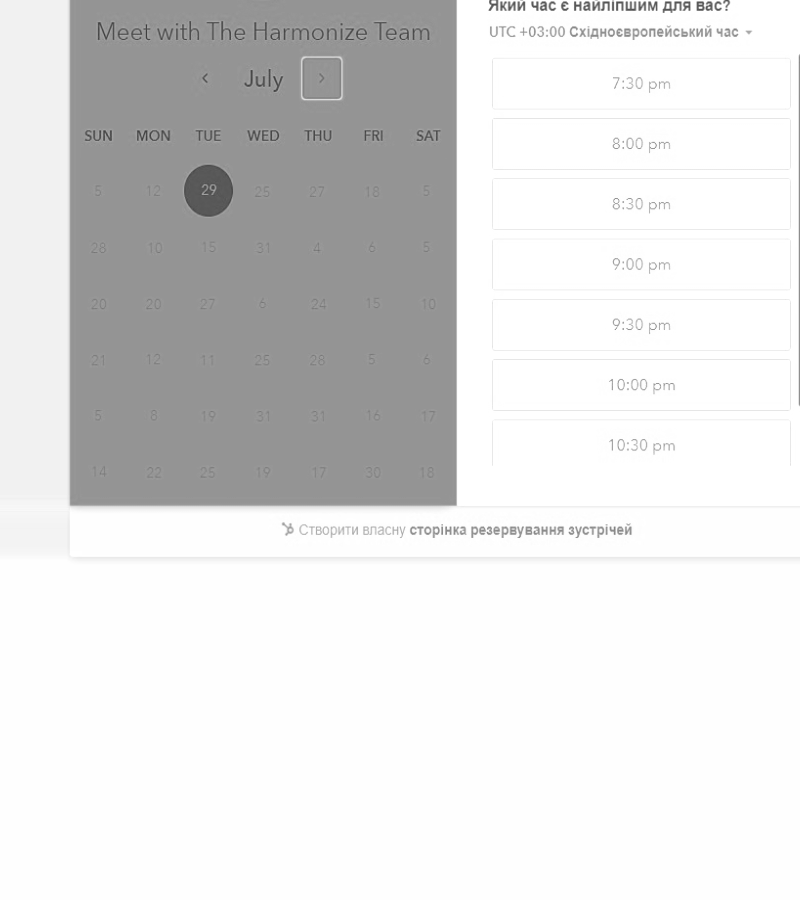 Meet with The Harmonize Team
July
SUN MON TUE WED THU FRI SAT
5 12 29 25 27 18 5
28 10 15 31 4 6 5
20 20 27 6 24 15 10
21 12 11 25 28 5 6
5 8 19 31 31 16 17
14 22 25 19 17 30 18
Який час є найліпшим для вас?
UTC +03:00 Східноєвропейський час
7:30 pm
8:00 pm
8:30 pm
9:00 pm
9:30 pm
10:00 pm
10:30 pm
Створити власну сторінка резервування зустрічей